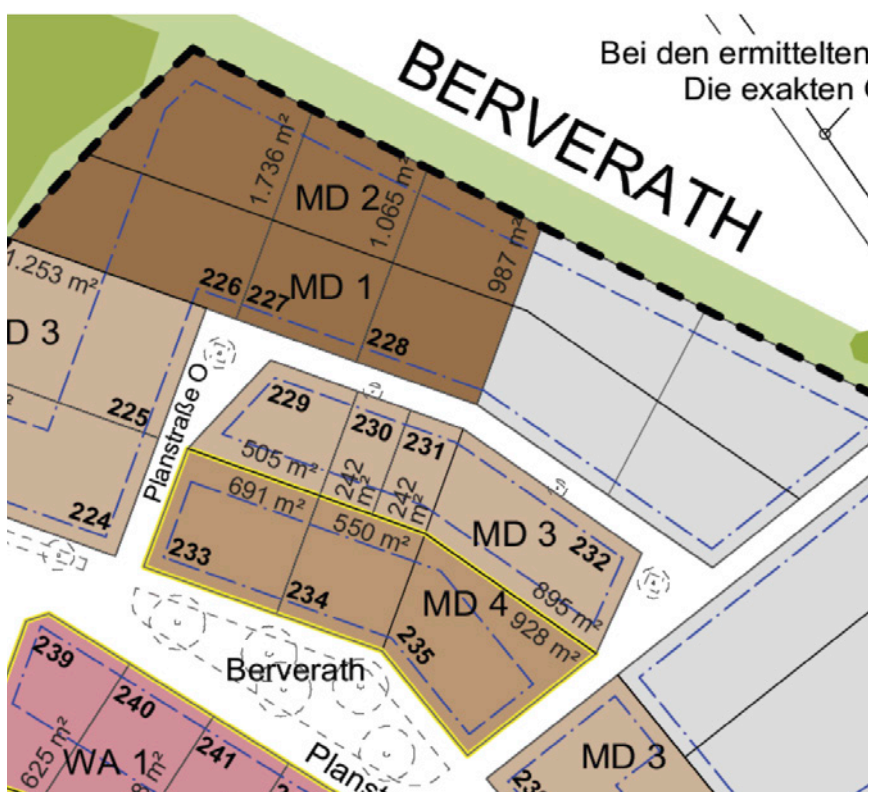 BERVERATH
Bei den ermittelten
Die exakten
1.736 m²
MD 2
1.065 m²
987 m²
1.253 m²
226
227
MD 1
228
D 3
225
224
Planstraße O
229
230
231
505 m²
242 m²
242 m²
MD 3
232
895 m²
691 m²
550 m²
233
234
MD 4
928 m²
235
Berverath
239
240
241
WA 1
625 m²
MD 3
Planst